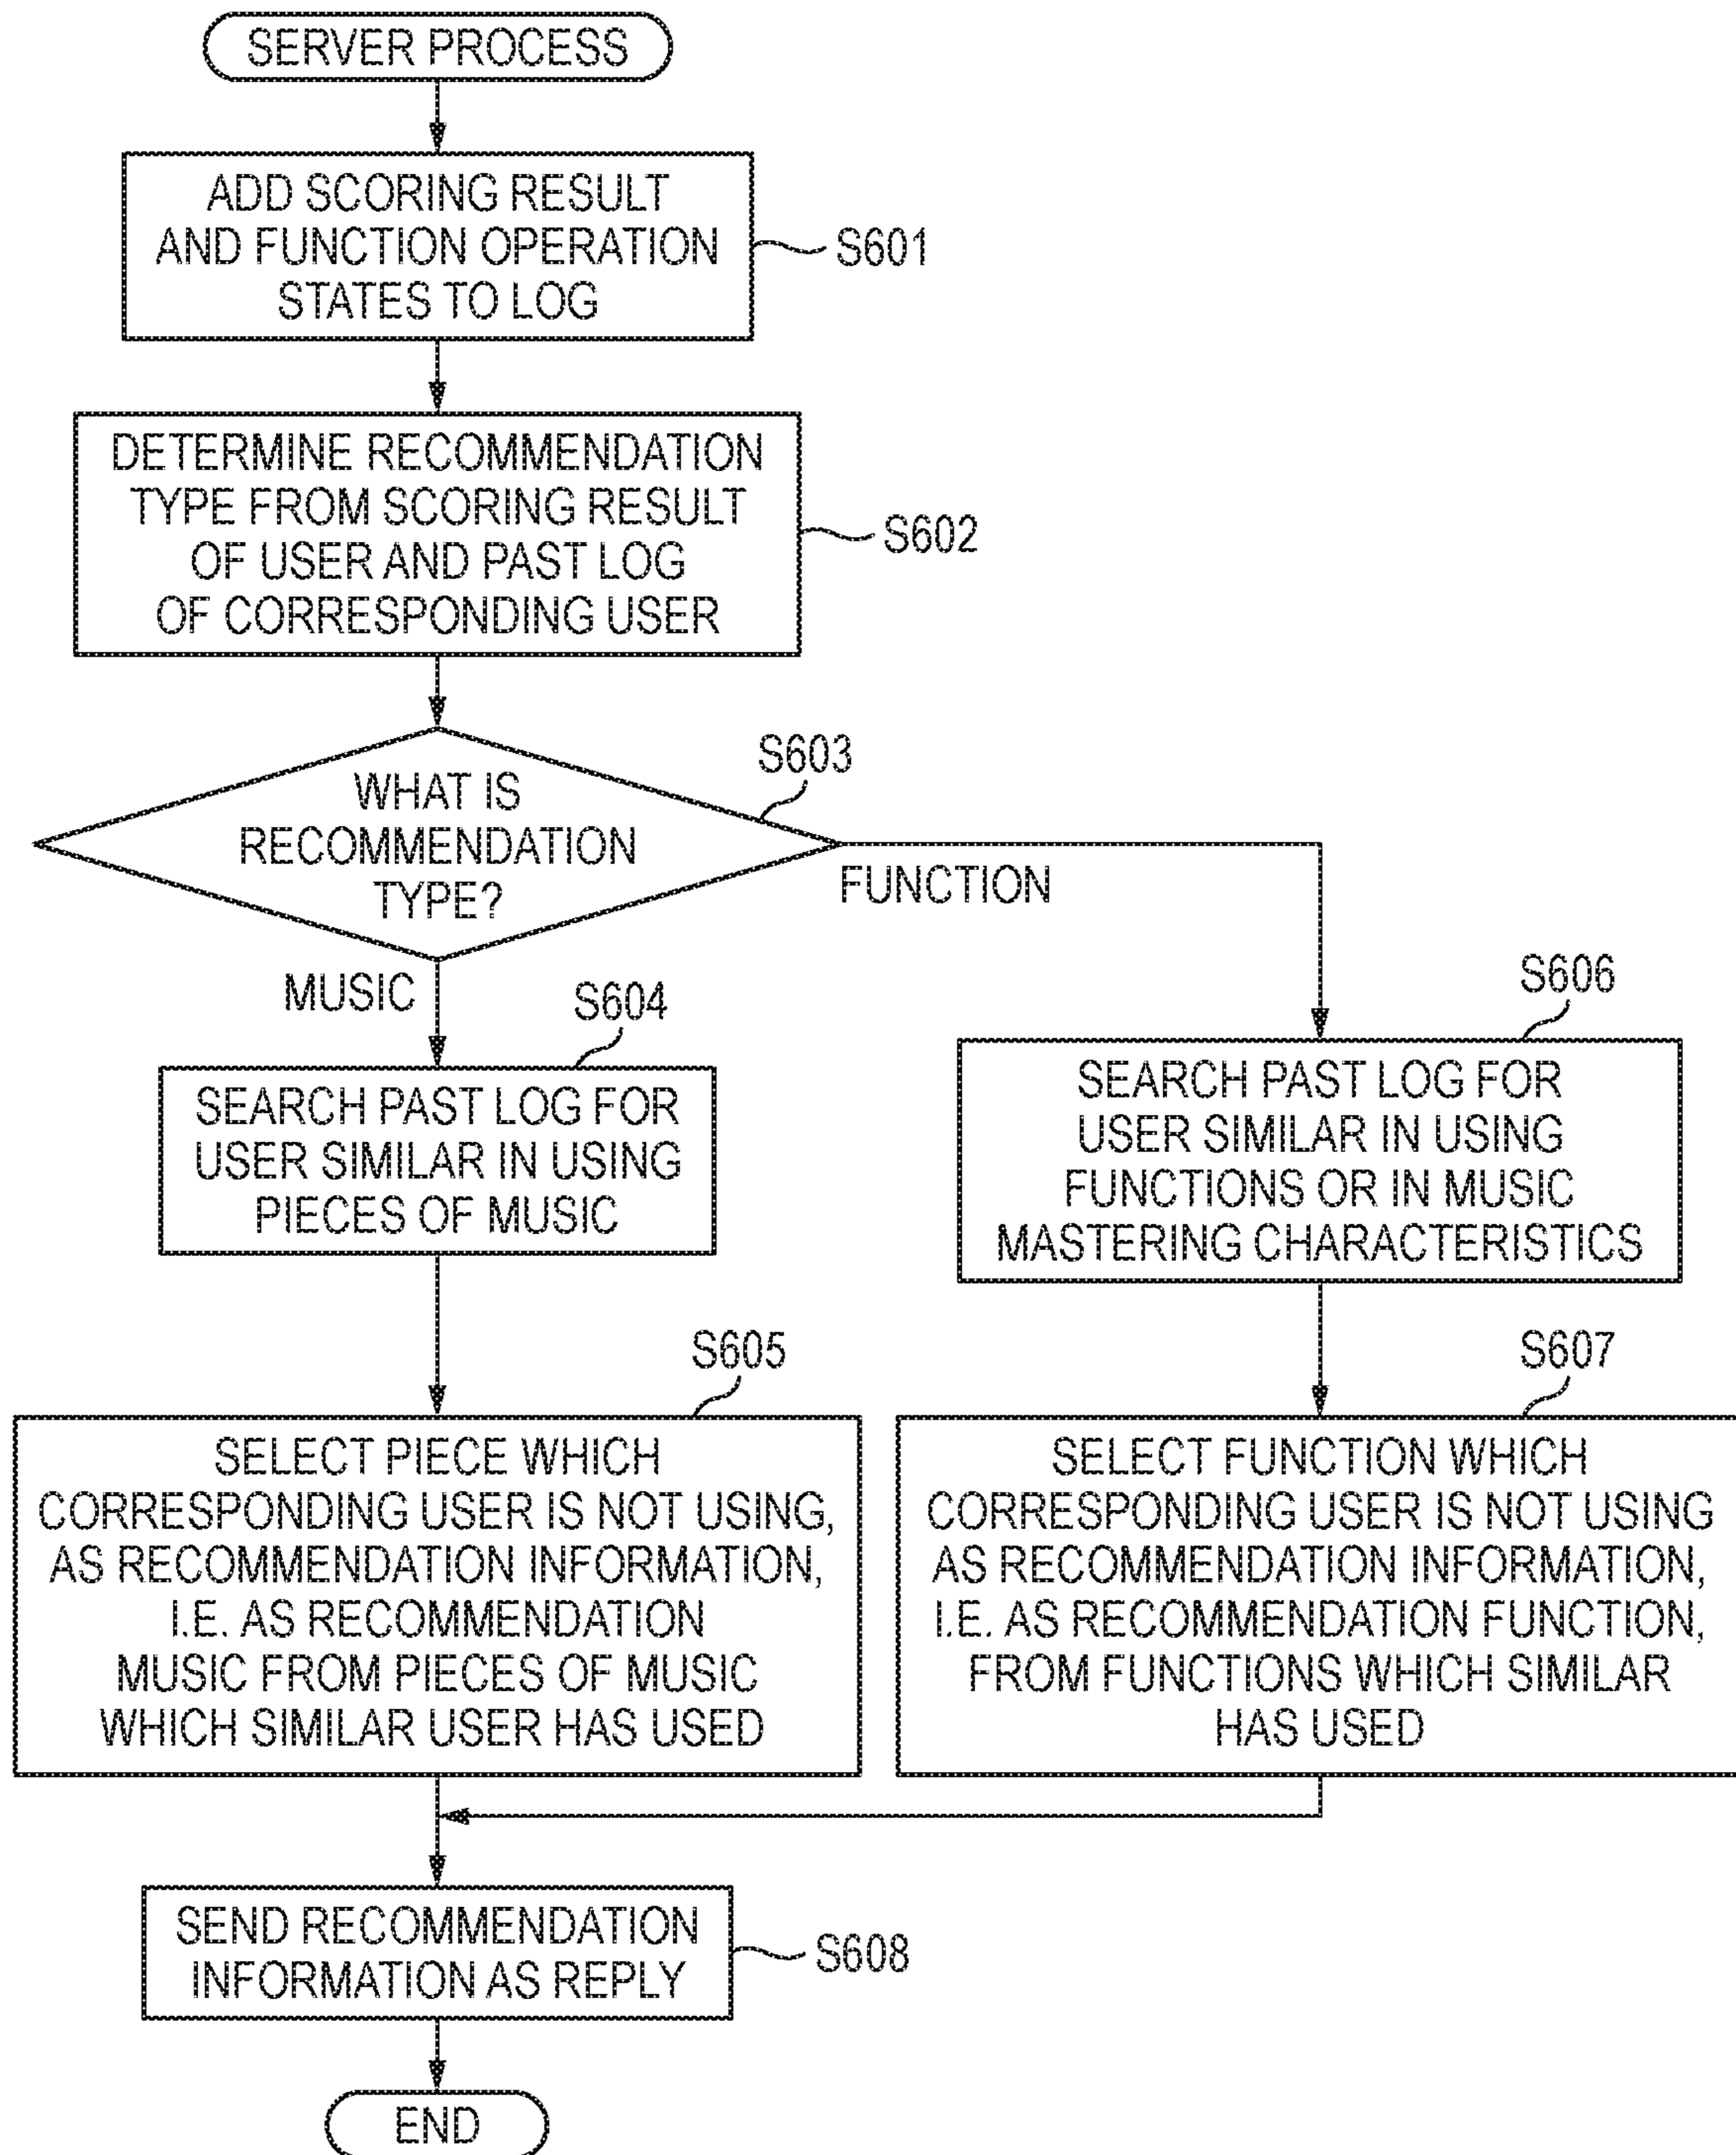 SERVER PROCESS
ADD SCORING RESULT
AND FUNCTION OPERATION
STATES TO LOG
S601
DETERMINE RECOMMENDATION
TYPE FROM SCORING RESULT
OF USER AND PAST LOG
OF CORRESPONDING USER
S602
WHAT IS
RECOMMENDATION
TYPE?
S603
FUNCTION
MUSIC
S604
SEARCH PAST LOG FOR
USER SIMILAR IN USING
PIECES OF MUSIC
S606
SEARCH PAST LOG FOR
USER SIMILAR IN USING
FUNCTIONS OR IN MUSIC
MASTERING CHARACTERISTICS
S605
SELECT PIECE WHICH
CORRESPONDING USER IS NOT USING,
AS RECOMMENDATION INFORMATION,
I.E. AS RECOMMENDATION
MUSIC FROM PIECES OF MUSIC
WHICH SIMILAR USER HAS USED
S607
SELECT FUNCTION WHICH
CORRESPONDING USER IS NOT USING
AS RECOMMENDATION INFORMATION,
I.E. AS RECOMMENDATION FUNCTION,
FROM FUNCTIONS WHICH SIMILAR
HAS USED
SEND RECOMMENDATION
INFORMATION AS REPLY
S608
END